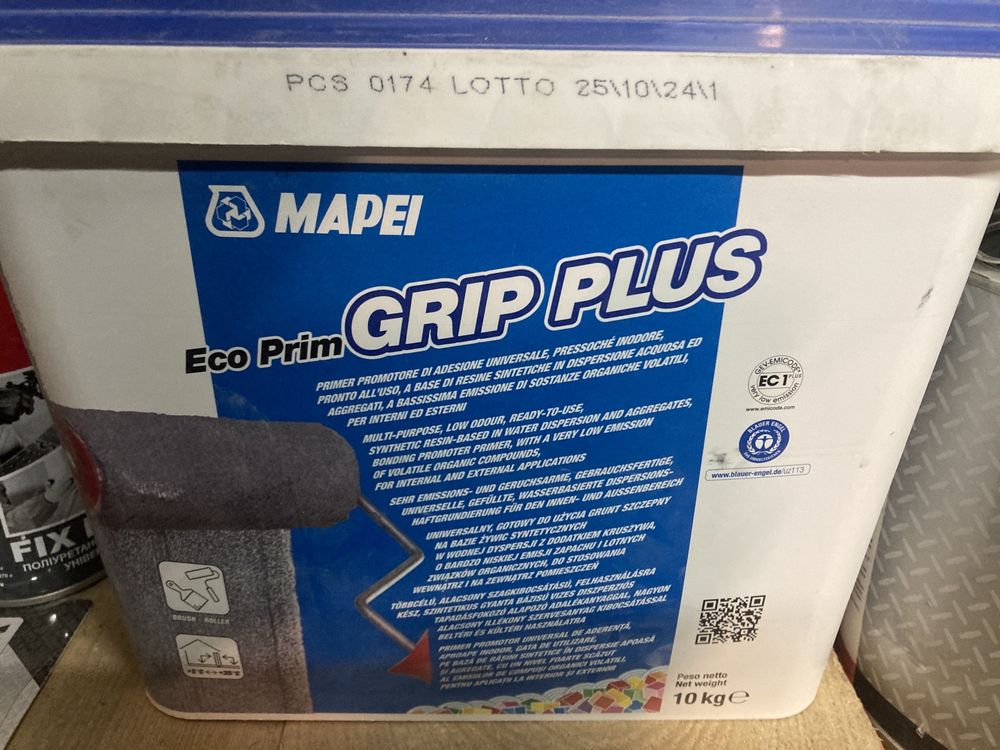 PCS 0174 LOTTO 25\10\24\1
MAPEI
Eco Prim GRIP PLUS
PRIMER PROMOTORE DI ADESIONE UNIVERSALE, PRESSOCHÉ INODORE,
PRONTO ALL'USO, A BASE DI RESINE SINTETICHE IN DISPERSIONE ACQUOSA ED
AGGREGATI, A BASSISSIMA EMISSIONE DI SOSTANZE ORGANICHE VOLATILI,
PER INTERNI ED ESTERNI
MULTI-PURPOSE, LOW ODOUR, READY-TO-USE,
SYNTHETIC RESIN-BASED IN WATER DISPERSION AND AGGREGATES,
BONDING PROMOTER PRIMER, WITH A VERY LOW EMISSION
OF VOLATILE ORGANIC COMPOUNDS,
FOR INTERNAL AND EXTERNAL APPLICATIONS
SEHR EMISSIONS- UND GERUCHSARME, GEBRAUCHSFERTIGE,
UNIVERSELLE, GEFÜLLTE, WASSERBASIERTE DISPERSIONS-
HAFTGRUNDIERUNG FÜR DEN INNEN- UND AUSSENBEREICH
UNIWERSALNY, GOTOWY DO UŻYCIA GRUNT SZCZEPNY
NA BAZIE ŻYWIC SYNTETYCZNYCH
W WODNEJ DYSPERSJI Z DODATKIEM KRUSZYWA,
O BARDZO NISKIEJ EMISJI ZAPACHU I LOTNYCH
ZWIĄZKÓW ORGANICZNYCH, DO STOSOWANIA
WEWNĄTRZ I NA ZEWNĄTRZ POMIESZCZEŃ
TÖBBCÉLÚ, ALACSONY SZAGKIBOCSÁTÁSÚ, FELHASZNÁLÁSRA
KÉSZ, SZINTETIKUS GYANTA BÁZISÚ VIZES DISZPERZIÓS
TAPADÁSFOKOZÓ ALAPOZÓ ADALÉKANYAGGAL, NAGYON
ALACSONY ILLÉKONY SZERVESANYAG KIBOCSÁTÁSSAL
BELTÉRI ÉS KÜLTÉRI HASZNÁLATRA
PRIMER PROMOTOR UNIVERSAL DE ADERENȚĂ,
APROAPE INODOR, GATA DE UTILIZARE,
PE BAZĂ DE RĂȘINI SINTETICE ÎN DISPERSIE APOASĂ
ȘI AGREGATE, CU UN NIVEL FOARTE SCĂZUT
AL EMISIILOR DE COMPUȘI ORGANICI VOLATILI,
PENTRU APLICAȚII LA INTERIOR ȘI EXTERIOR
GEV-EMICODE
EC 1 PLUS
very low emission
www.emicode.com
BLAUER ENGEL
DAS UMWELTZEICHEN
www.blauer-engel.de/uz113
BRUSH ROLLER
Peso netto
Net weight
10 kg e
FIX
ПОЛІУРЕТА
УНІВ